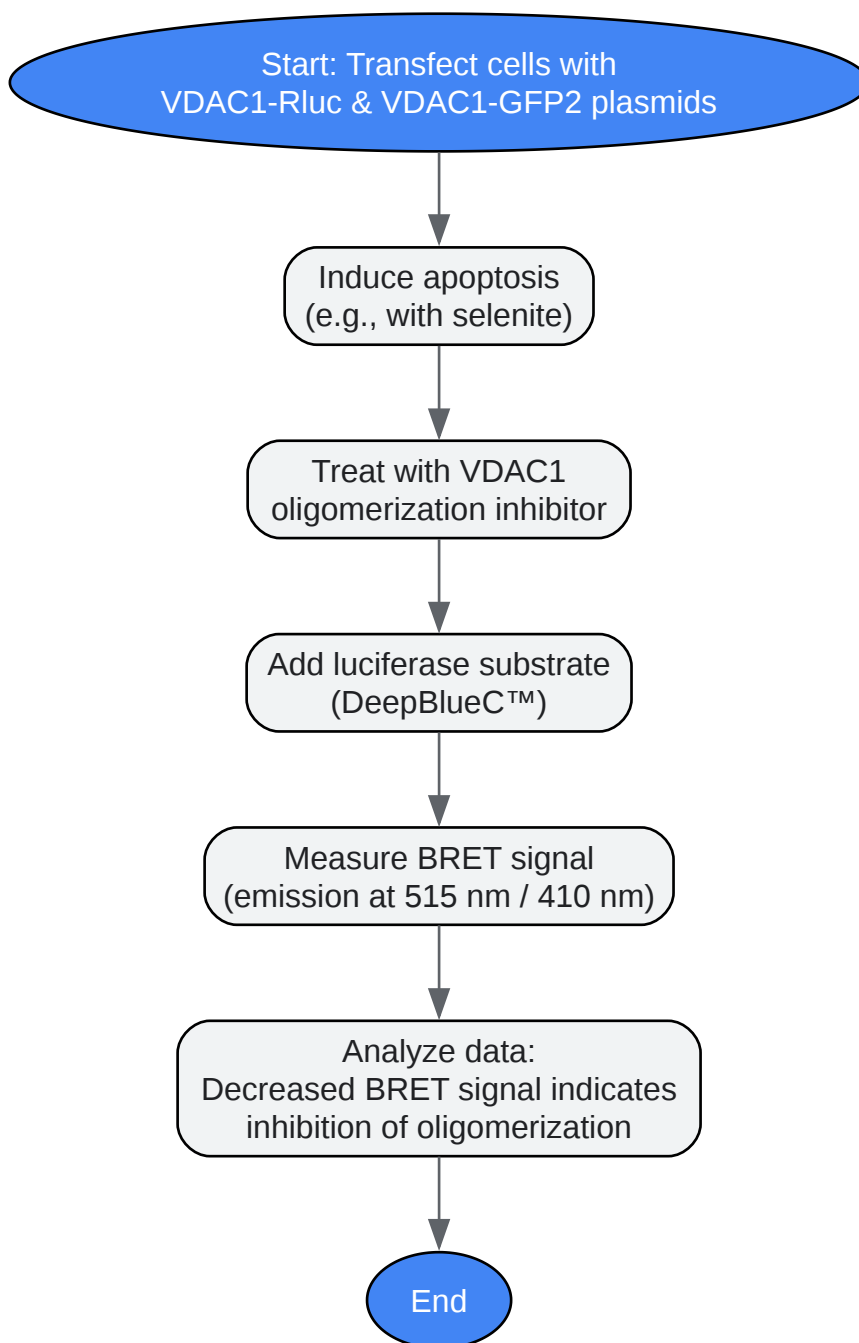 Start: Transfect cells with
VDAC1-Rluc & VDAC1-GFP2 plasmids
Induce apoptosis
(e.g., with selenite)
Treat with VDAC1
oligomerization inhibitor
Add luciferase substrate
(DeepBlueC™)
Measure BRET signal
(emission at 515 nm / 410 nm)
Analyze data:
Decreased BRET signal indicates
inhibition of oligomerization
End